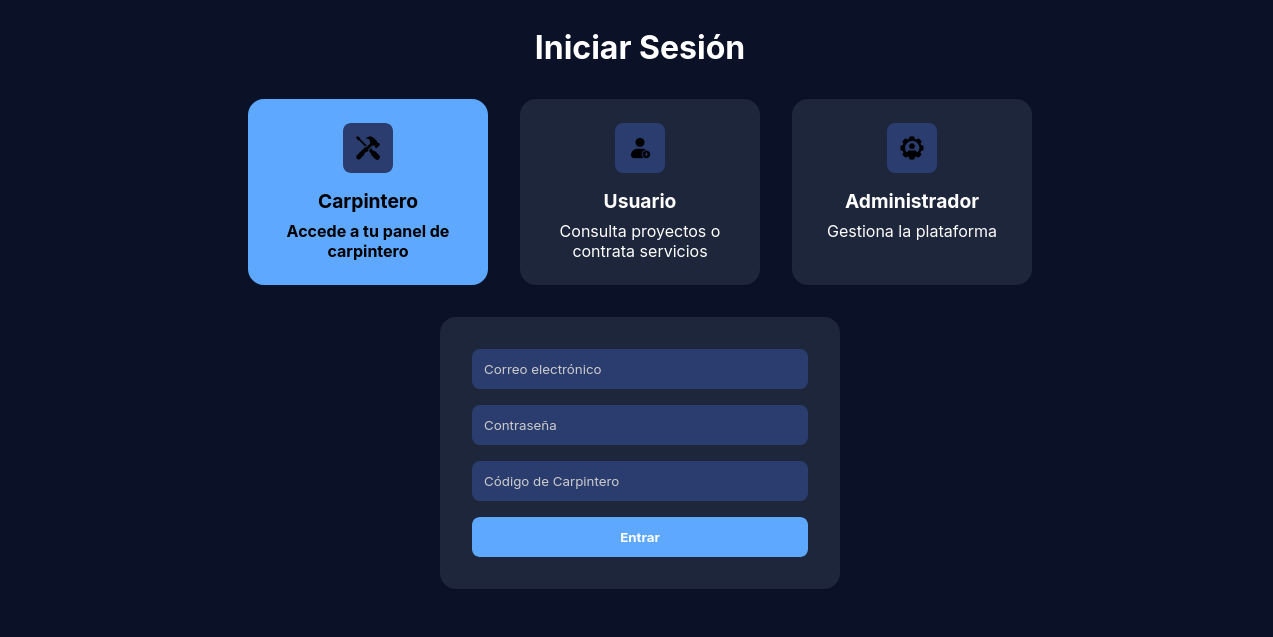 Iniciar Sesión
Carpintero
Accede a tu panel de
carpintero
Usuario
Consulta proyectos o
contrata servicios
Administrador
Gestiona la plataforma
Correo electrónico
Contraseña
Código de Carpintero
Entrar